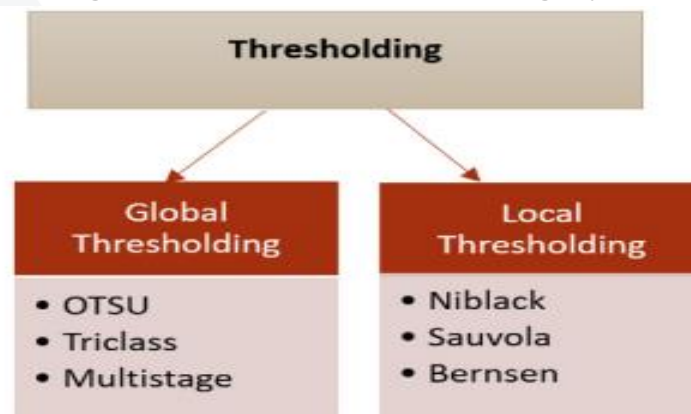 Thresholding
Global
Thresholding
• OTSU
• Triclass
• Multistage
Local
Thresholding
• Niblack
• Sauvola
• Bernsen